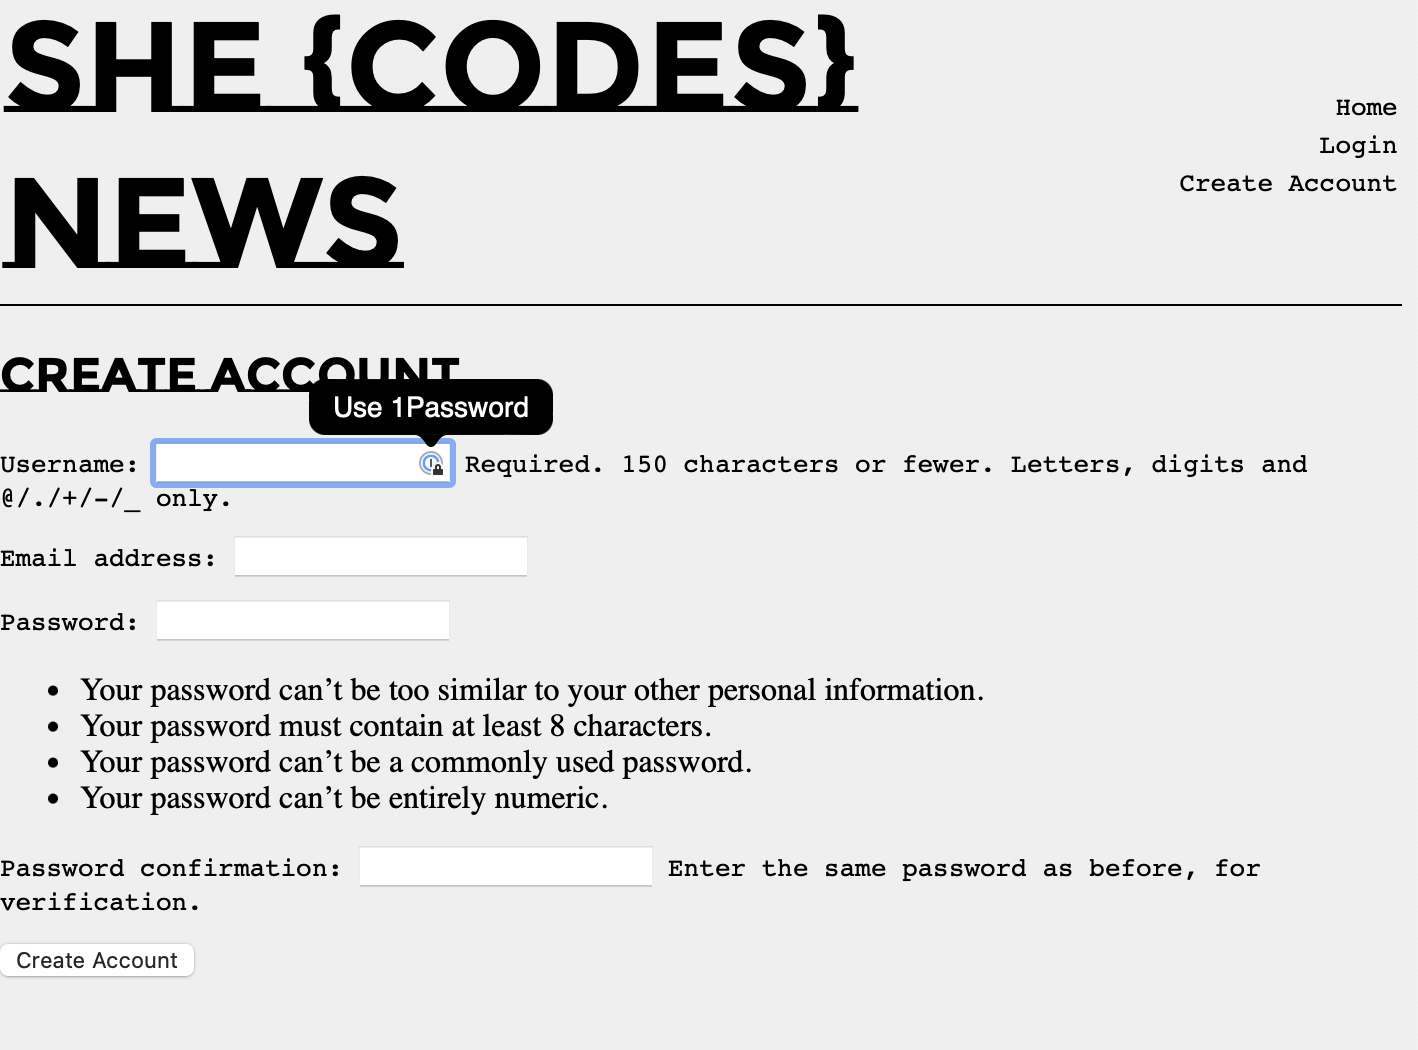 SHE {CODES}
NEWS
Home
Login
Create Account
CREATE ACCOUNT
Use 1Password
Username:
Required. 150 characters or fewer. Letters, digits and
@/./+/-/_ only.
Email address:
Password:
• Your password can’t be too similar to your other personal information.
• Your password must contain at least 8 characters.
• Your password can’t be a commonly used password.
• Your password can’t be entirely numeric.
Password confirmation:
Enter the same password as before, for
verification.
Create Account